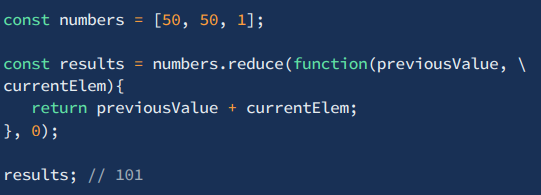 const numbers = [50, 50, 1];
const results = numbers.reduce(function(previousValue, \
currentElem){
return previousValue + currentElem;
}, 0);
results; // 101